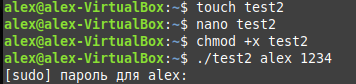 alex@alex-VirtualBox:~$ touch test2
alex@alex-VirtualBox:~$ nano test2
alex@alex-VirtualBox:~$ chmod +x test2
alex@alex-VirtualBox:~$ ./test2 alex 1234
[sudo] пароль для alex: